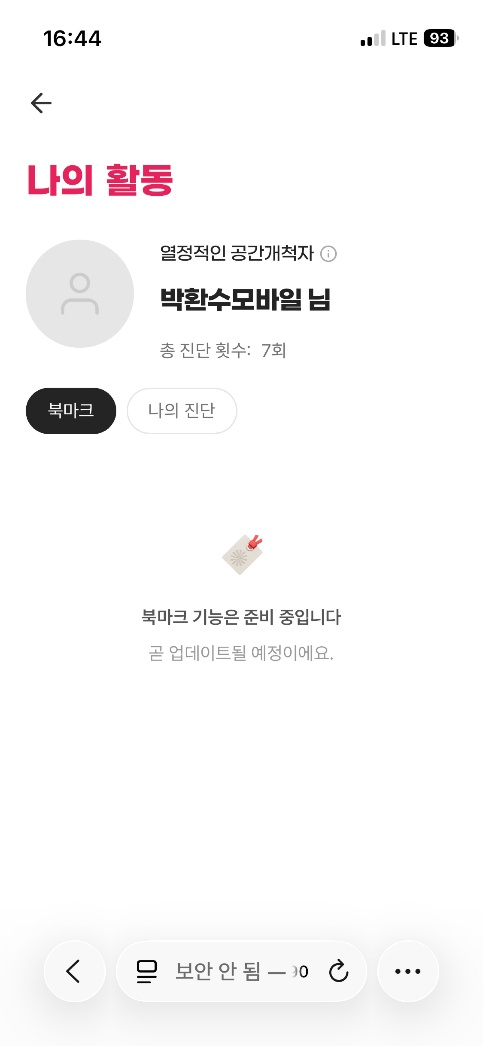 16:44
LTE 93
나의 활동
열정적인 공간개척자
박환수모바일 님
총 진단 횟수: 7회
북마크
나의 진단
북마크 기능은 준비 중입니다
곧 업데이트될 예정이에요.
보안 안 됨 —